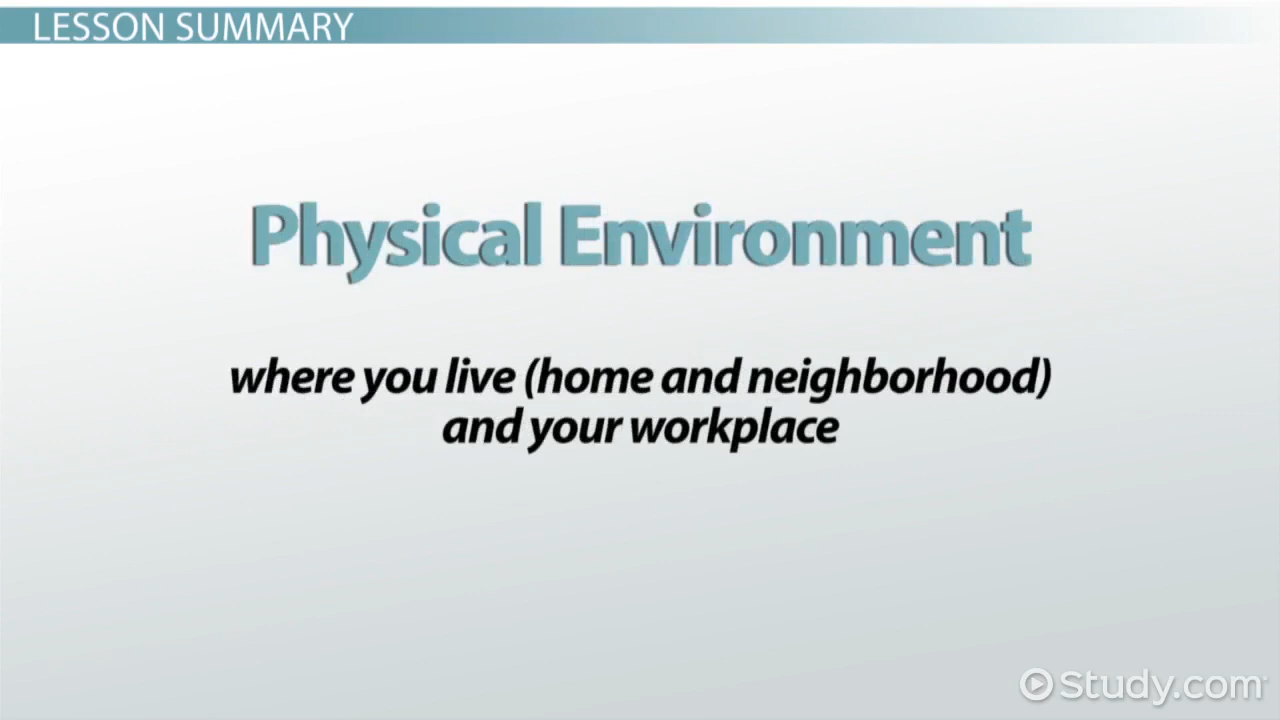 LESSON SUMMARY
Physical Environment
where you live (home and neighborhood)
and your workplace
Study.com